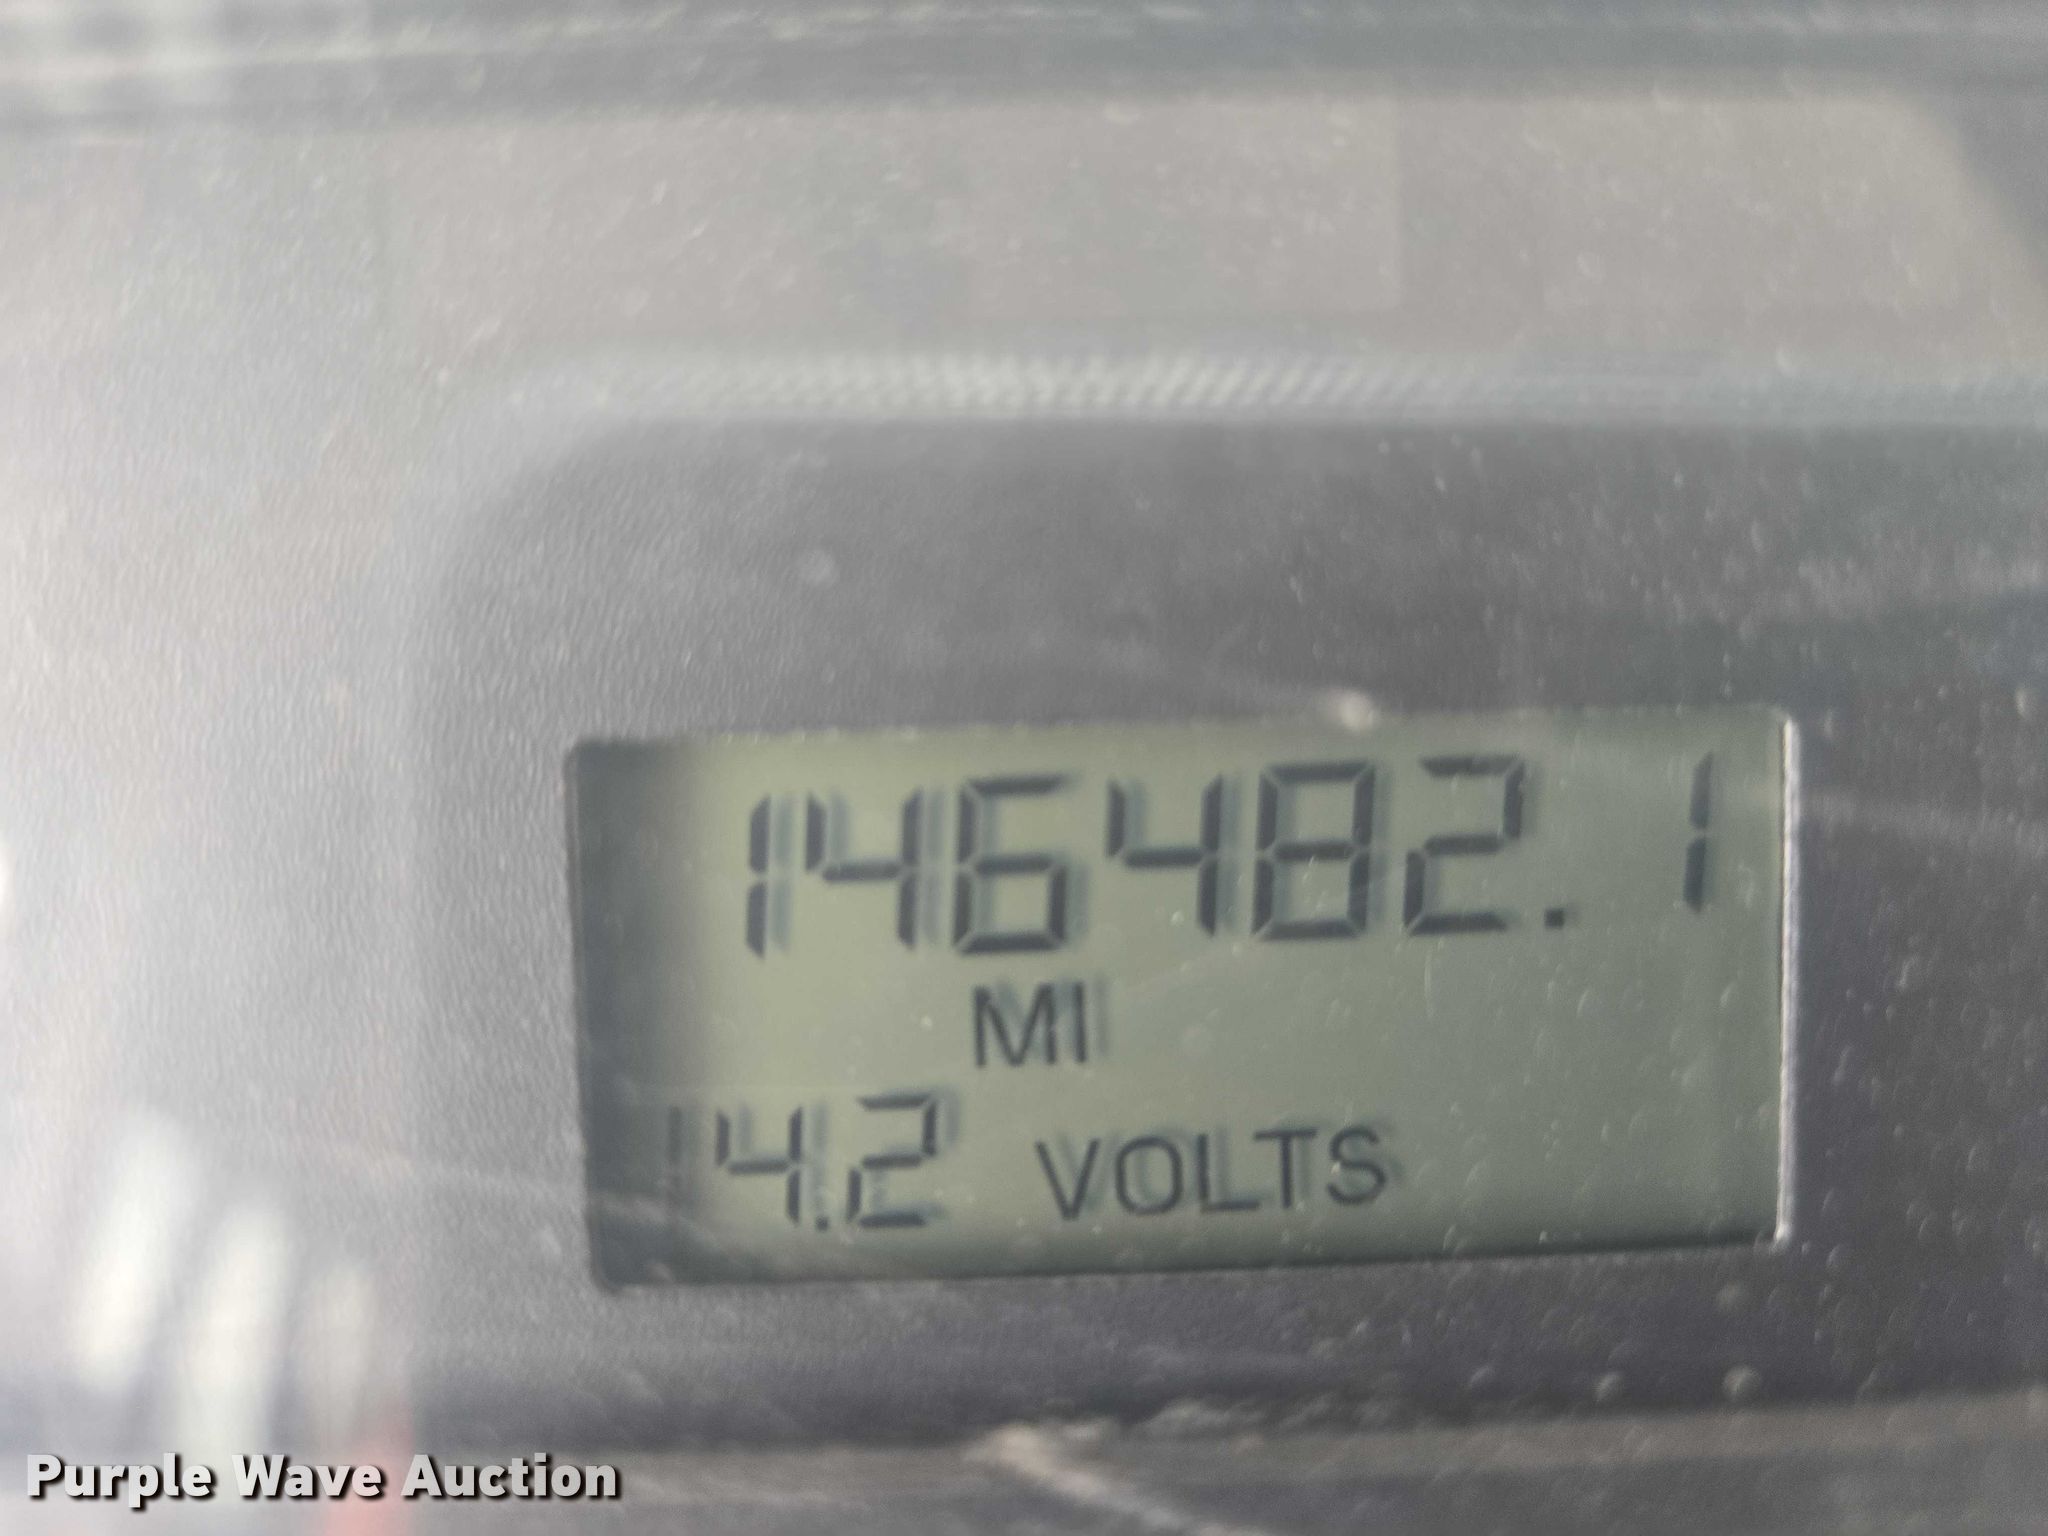 146482.1
MI
14.2 VOLTS
Purple Wave Auction